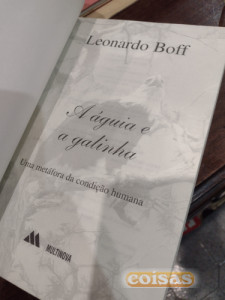 Leonardo Boff
A águia e
a galinha
Uma metáfora da condição humana
MULTINOVA
coisas